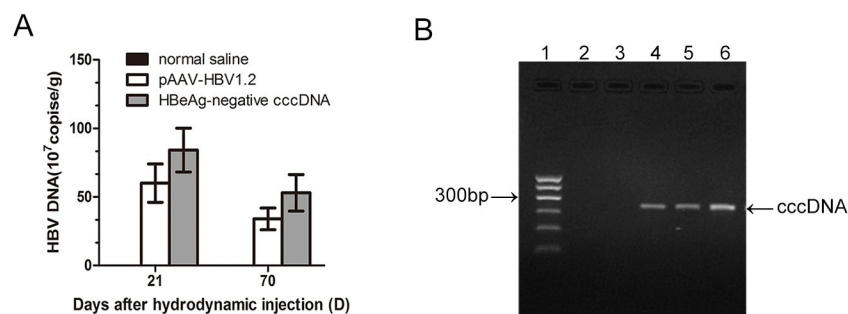 A
normal saline
pAAV-HBV1.2
HBeAg-negative cccDNA
HBV DNA(10⁷copise/g)
150
100
50
0
21 70
Days after hydrodynamic injection (D)
B
1 2 3 4 5 6
300bp→
←cccDNA